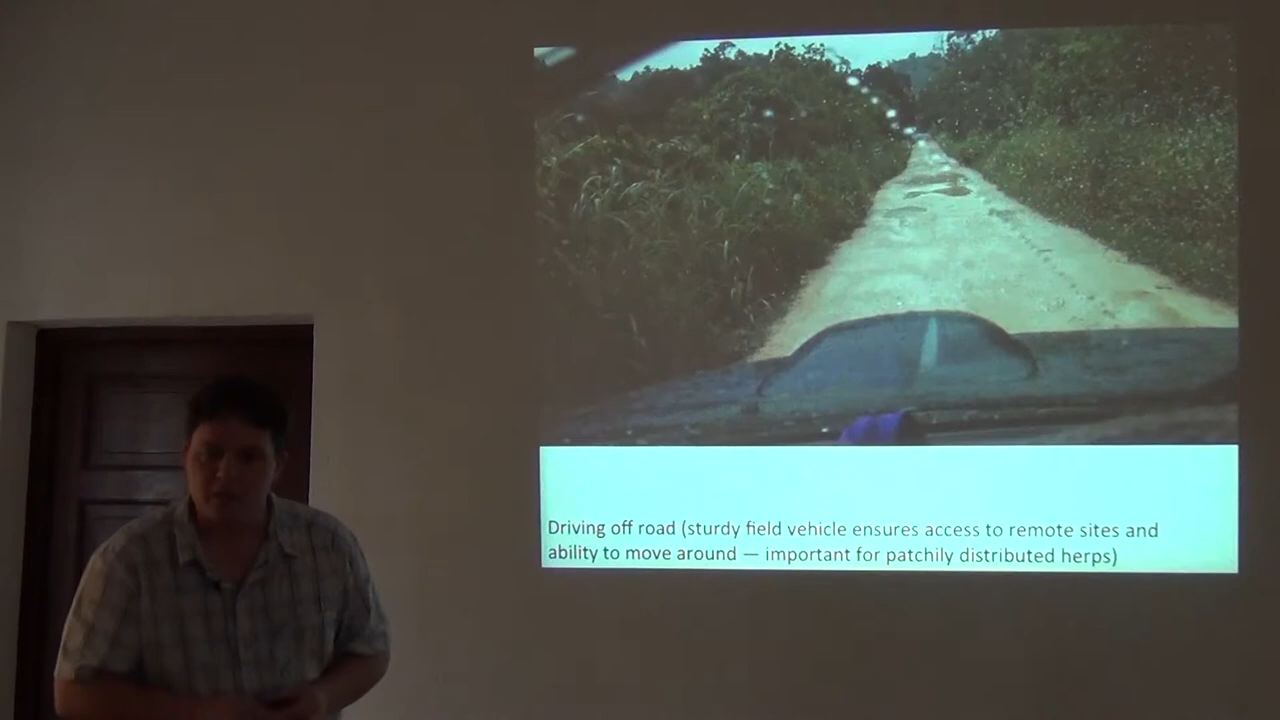 Driving off road (sturdy field vehicle ensures access to remote sites and
ability to move around — important for patchily distributed herps)